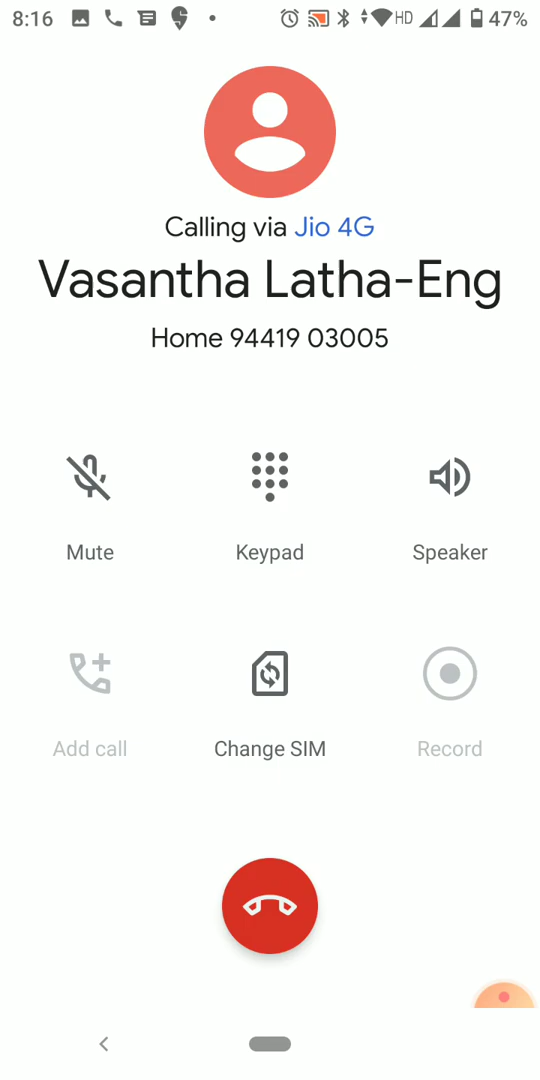 8:16 HD 47%
Calling via Jio 4G
Vasantha Latha-Eng
Home 94419 03005
Mute Keypad Speaker
Add call Change SIM Record